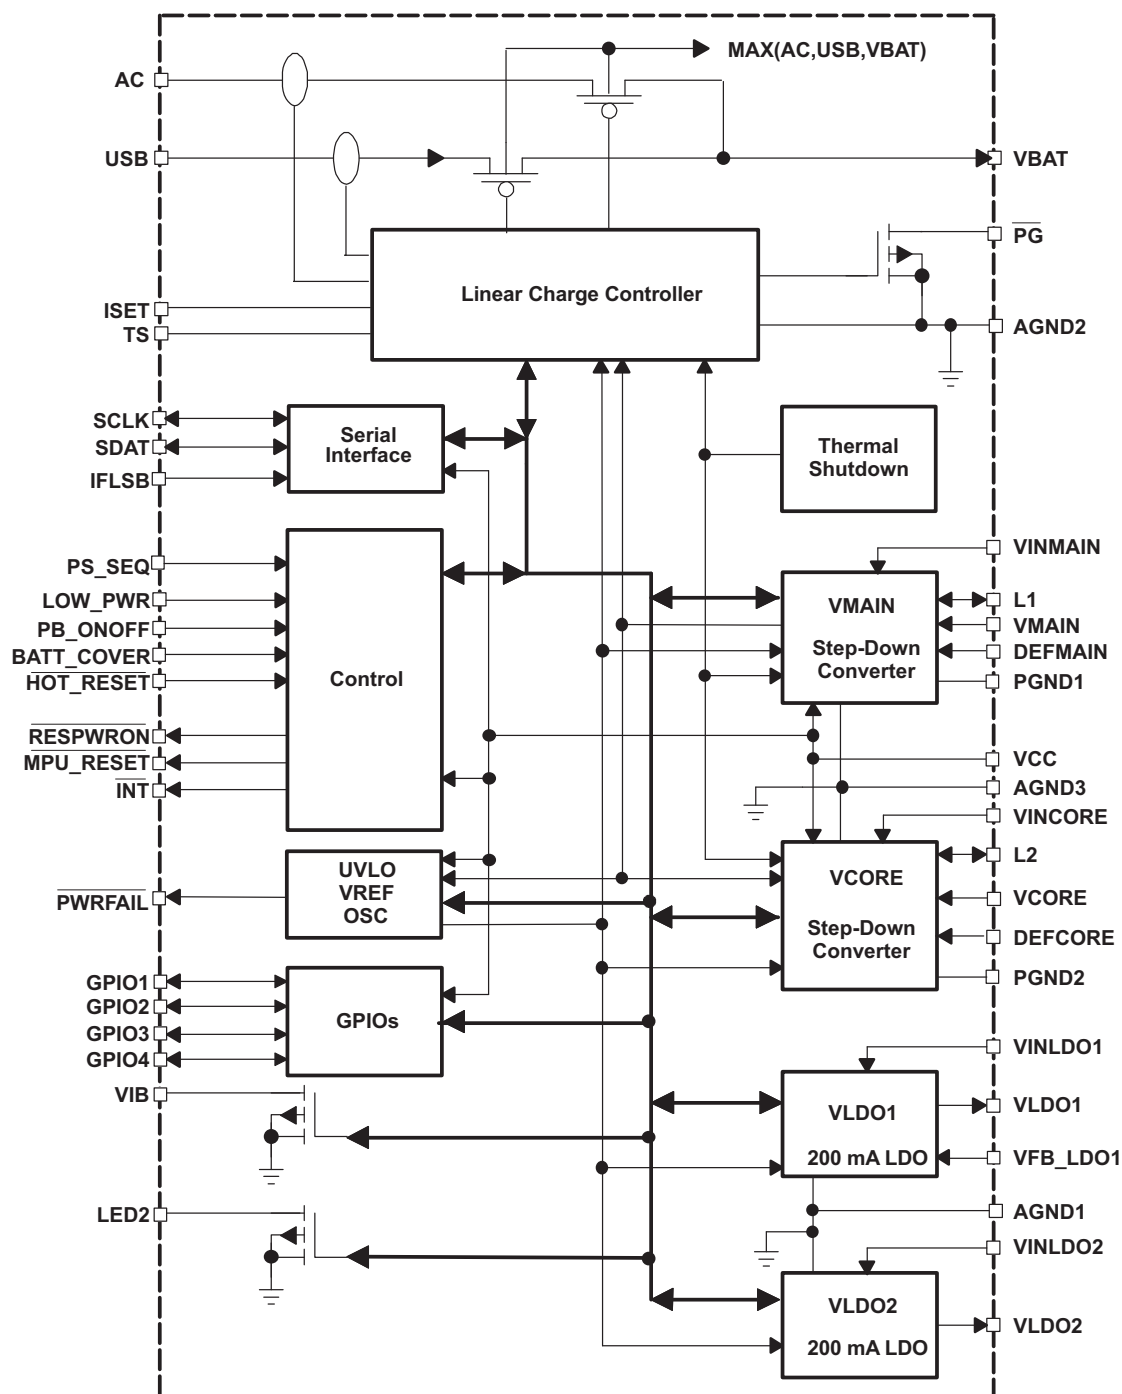 MAX(AC,USB,VBAT)
AC
USB
VBAT
PG
Linear Charge Controller
ISET
TS
AGND2
SCLK
SDAT
IFLSB
Serial
Interface
Thermal
Shutdown
PS_SEQ
LOW_PWR
PB_ONOFF
BATT_COVER
HOT_RESET
RESPWRON
MPU_RESET
INT
Control
VINMAIN
L1
VMAIN
DEFMAIN
PGND1
VMAIN
Step-Down
Converter
VCC
AGND3
VINCORE
L2
VCORE
DEFCORE
PGND2
VCORE
Step-Down
Converter
PWRFAIL
UVLO
VREF
OSC
GPIO1
GPIO2
GPIO3
GPIO4
GPIOs
VIB
VINLDO1
VLDO1
VFB_LDO1
VLDO1
200 mA LDO
LED2
AGND1
VINLDO2
VLDO2
VLDO2
200 mA LDO